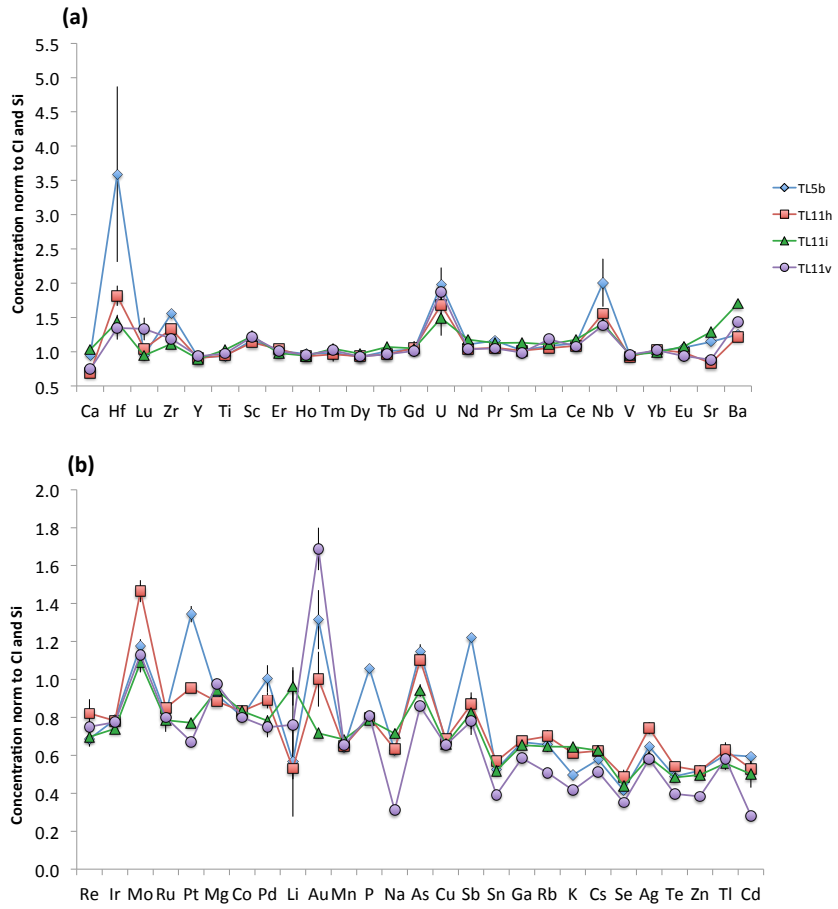 (a)
Concentration norm to CI and Si
5.5
5.0
4.5
4.0
3.5
3.0
2.5
2.0
1.5
1.0
0.5
Ca Hf Lu Zr Y Ti Sc Er Ho Tm Dy Tb Gd U Nd Pr Sm La Ce Nb V Yb Eu Sr Ba
TL5b
TL11h
TL11i
TL11v
(b)
Concentration norm to CI and Si
2.0
1.8
1.6
1.4
1.2
1.0
0.8
0.6
0.4
0.2
0.0
Re Ir Mo Ru Pt Mg Co Pd Li Au Mn P Na As Cu Sb Sn Ga Rb K Cs Se Ag Te Zn Tl Cd